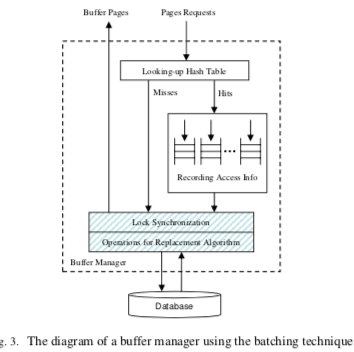 Buffer Pages
Pages Requests
Looking-up Hash Table
Misses
Hits
Recording Access Info
Lock Synchronization
Operations for Replacement Algorithm
Buffer Manager
Database
g. 3. The diagram of a buffer manager using the batching technique